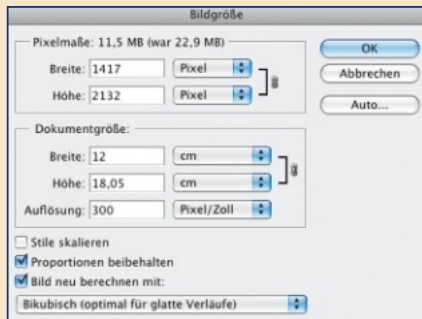 Bildgröße
Pixelmaße: 11,5 MB (war 22,9 MB)
Breite: 1417 Pixel
Höhe: 2132 Pixel
OK
Abbrechen
Auto...
Dokumentgröße:
Breite: 12 cm
Höhe: 18,05 cm
Auflösung: 300 Pixel/Zoll
Stile skalieren
Proportionen beibehalten
Bild neu berechnen mit:
Bikubisch (optimal für glatte Verläufe)